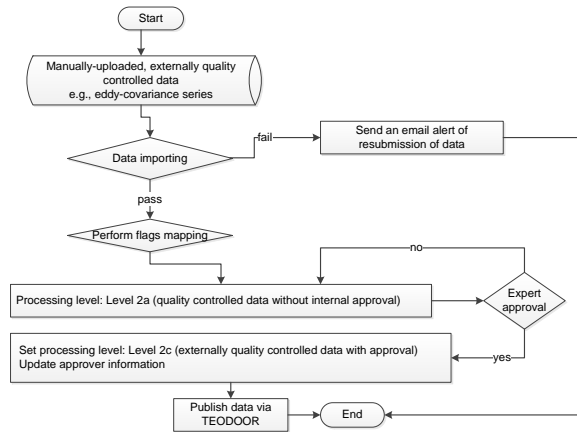 Start
Manually-uploaded, externally quality
controlled data
e.g., eddy-covariance series
Data importing
fail
Send an email alert of
resubmission of data
pass
Perform flags mapping
no
Processing level: Level 2a (quality controlled data without internal approval)
Expert
approval
yes
Set processing level: Level 2c (externally quality controlled data with approval)
Update approver information
Publish data via
TEODOOR
End